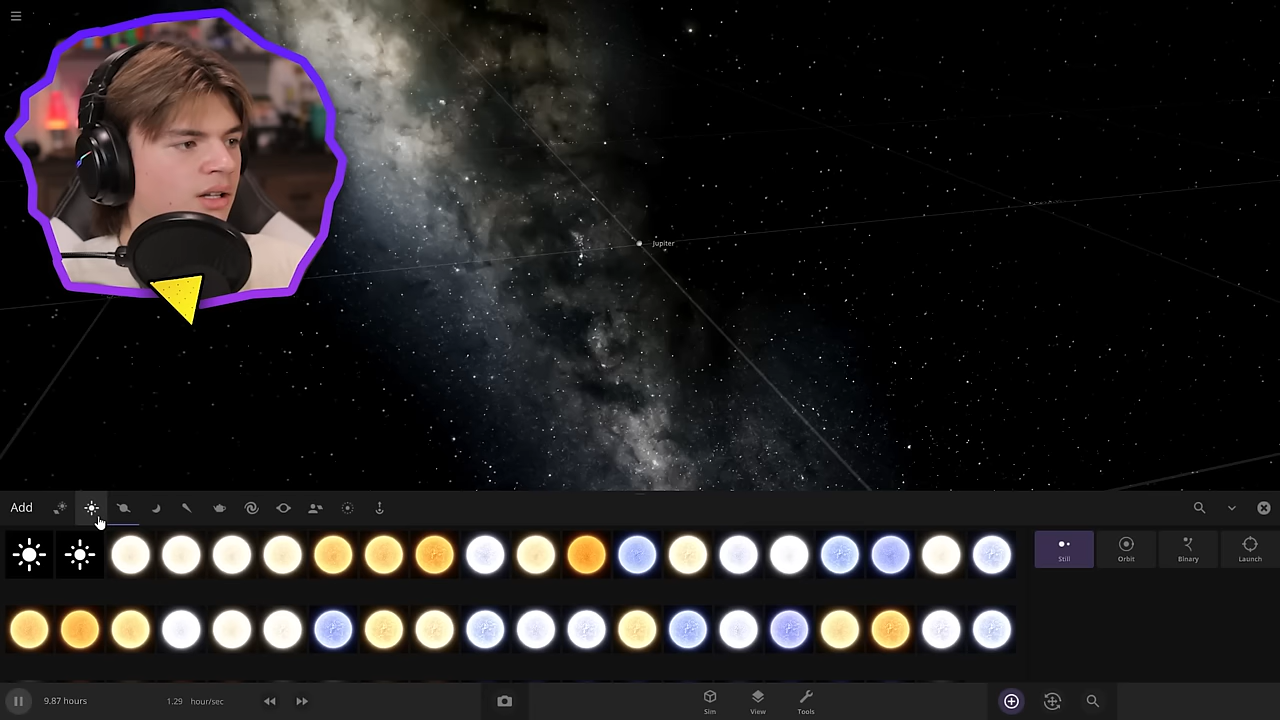 Jupiter
Add
Still
Orbit
Binary
Launch
9.87 hours
1.29 hour/sec
Sim
View
Tools